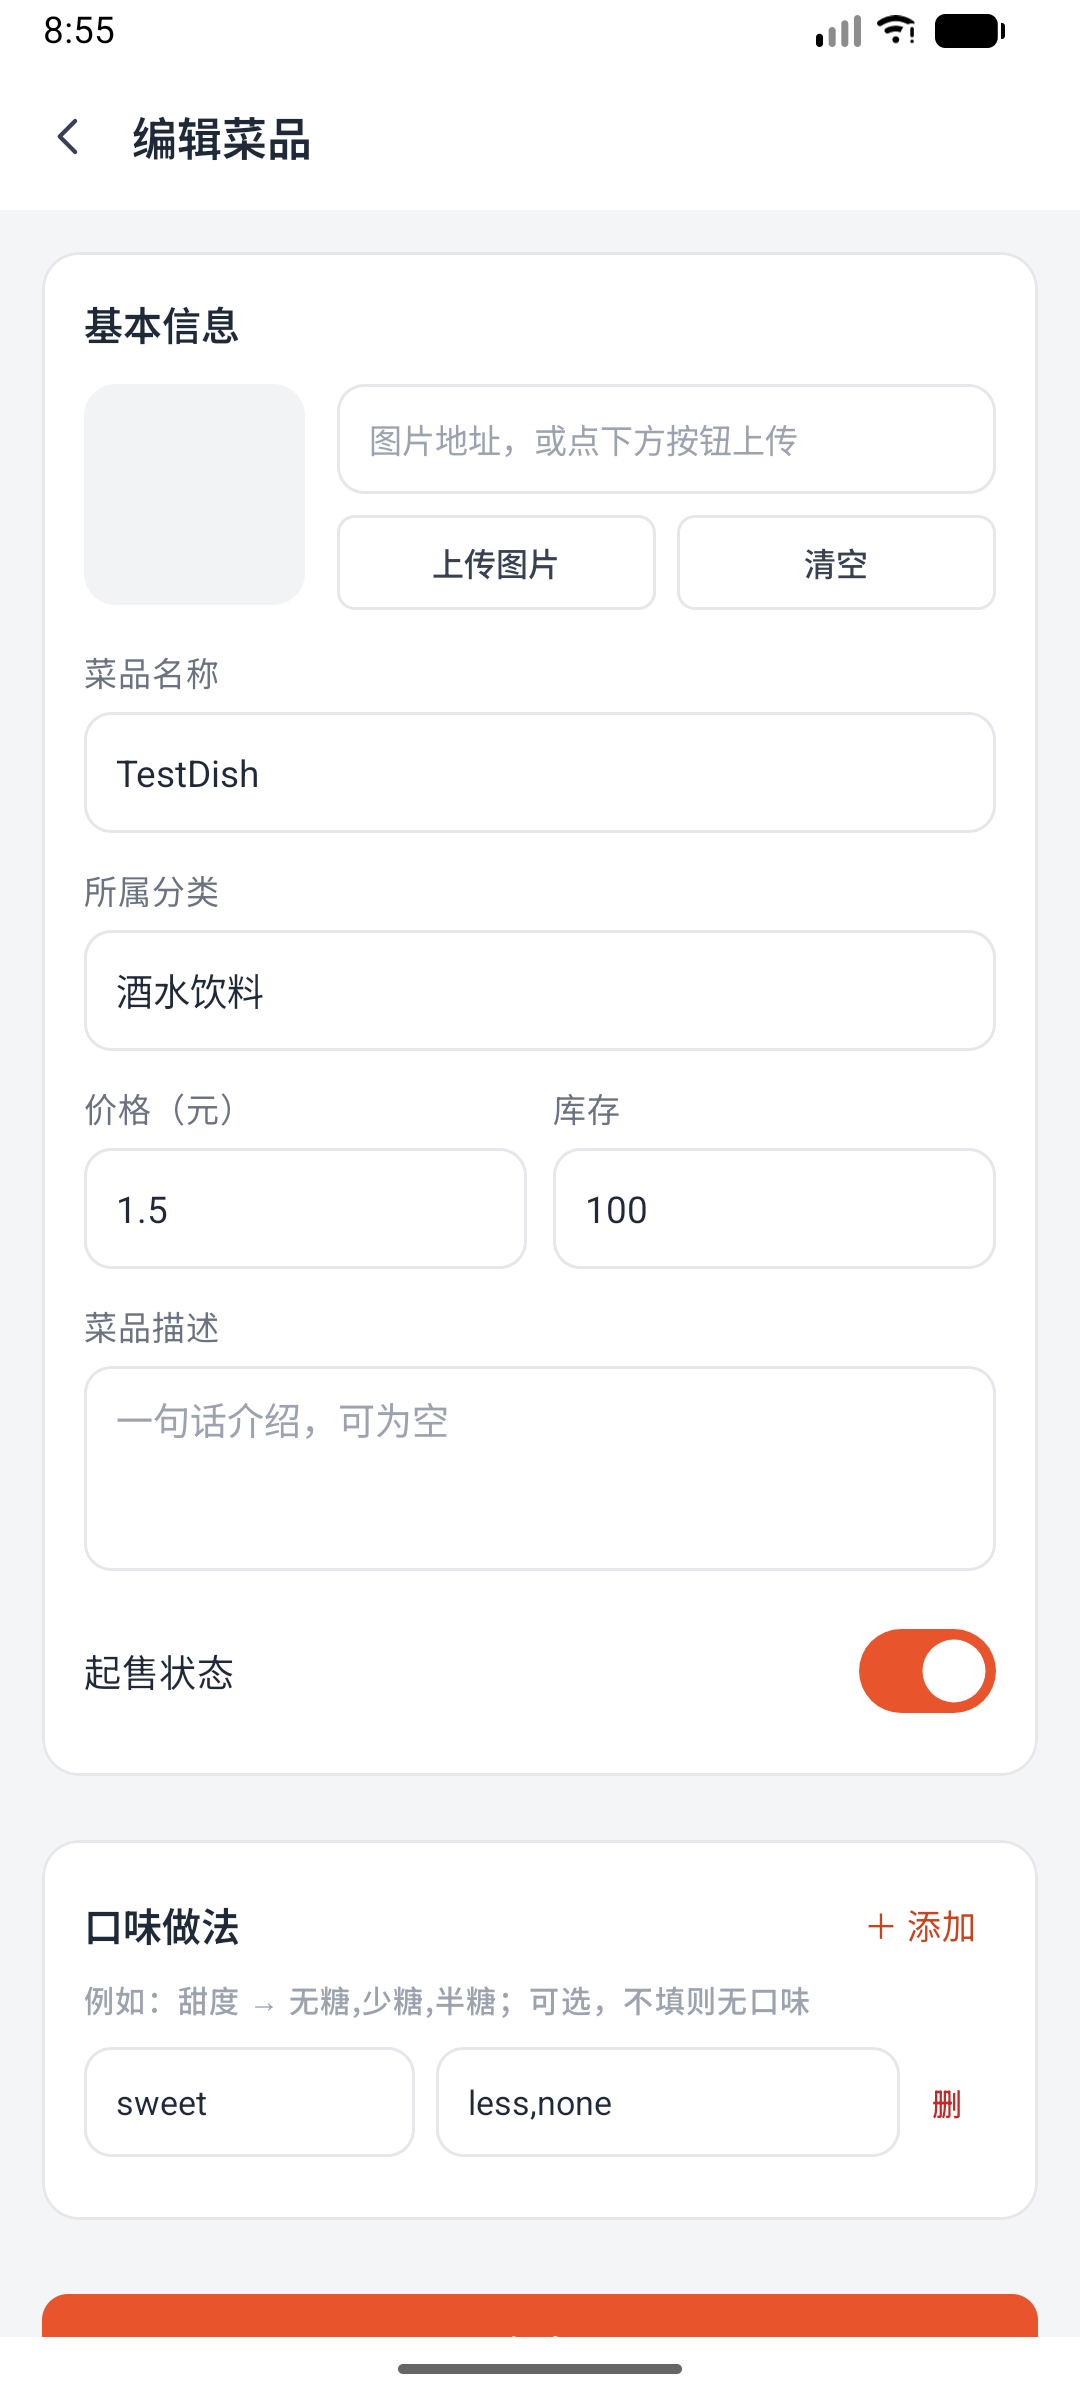 8:55
编辑菜品
基本信息
图片地址，或点下方按钮上传
上传图片 清空
菜品名称
TestDish
所属分类
酒水饮料
价格（元） 库存
1.5 100
菜品描述
一句话介绍，可为空
起售状态
口味做法 ＋ 添加
例如：甜度 → 无糖,少糖,半糖；可选，不填则无口味
sweet less,none 删